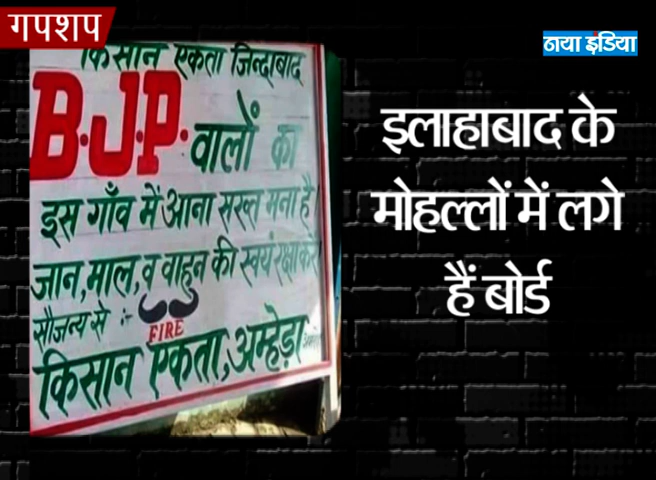 गपशप
नया इंडिया
किसान एकता जिन्दाबाद
B.J.P. वालों का
इस गाँव में आना सख्त मना है।
जान, माल, व वाहन की स्वयं रक्षा करें
सौजन्य से :-
FIRE
किसान एकता, अम्हेड़ा
इलाहाबाद के
मोहल्लों में लगे
हैं बोर्ड